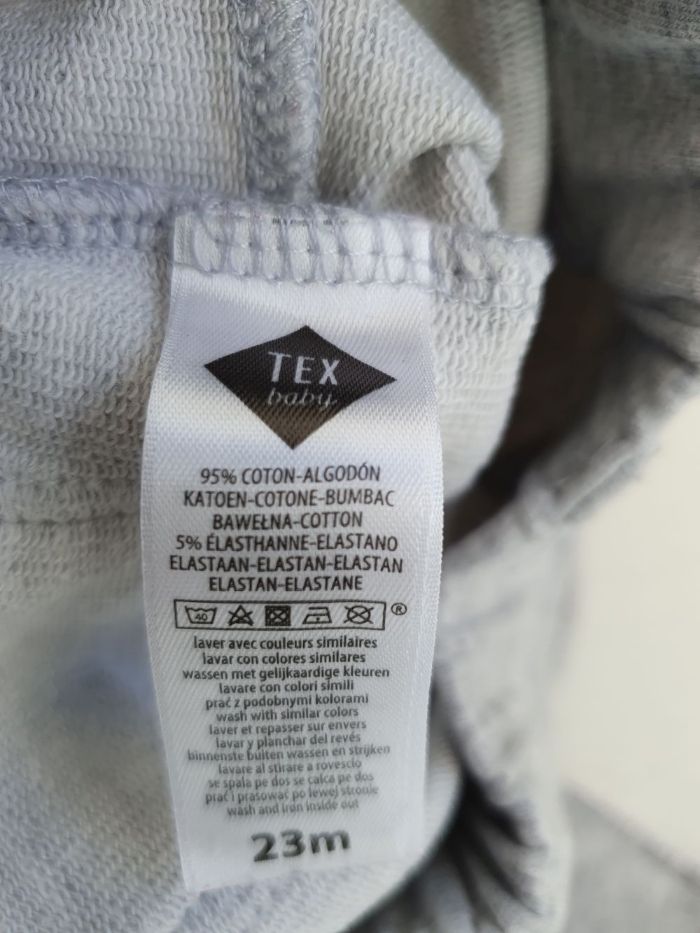 TEX
baby
95% COTON-ALGODÓN
KATOEN-COTONE-BUMBAC
BAWEŁNA-COTTON
5% ÉLASTHANNE-ELASTANO
ELASTAAN-ELASTAN-ELASTAN
ELASTAN-ELASTANE
40 ®
laver avec couleurs similaires
lavar con colores similares
wassen met gelijkaardige kleuren
lavare con colori simili
prać z podobnymi kolorami
wash with similar colors
laver et repasser sur envers
lavar y planchar del revés
binnenste buiten wassen en strijken
lavare al stirare a rovescio
se spala pe dos se calca pe dos
prać i prasować po lewej stronie
wash and iron inside out
23m